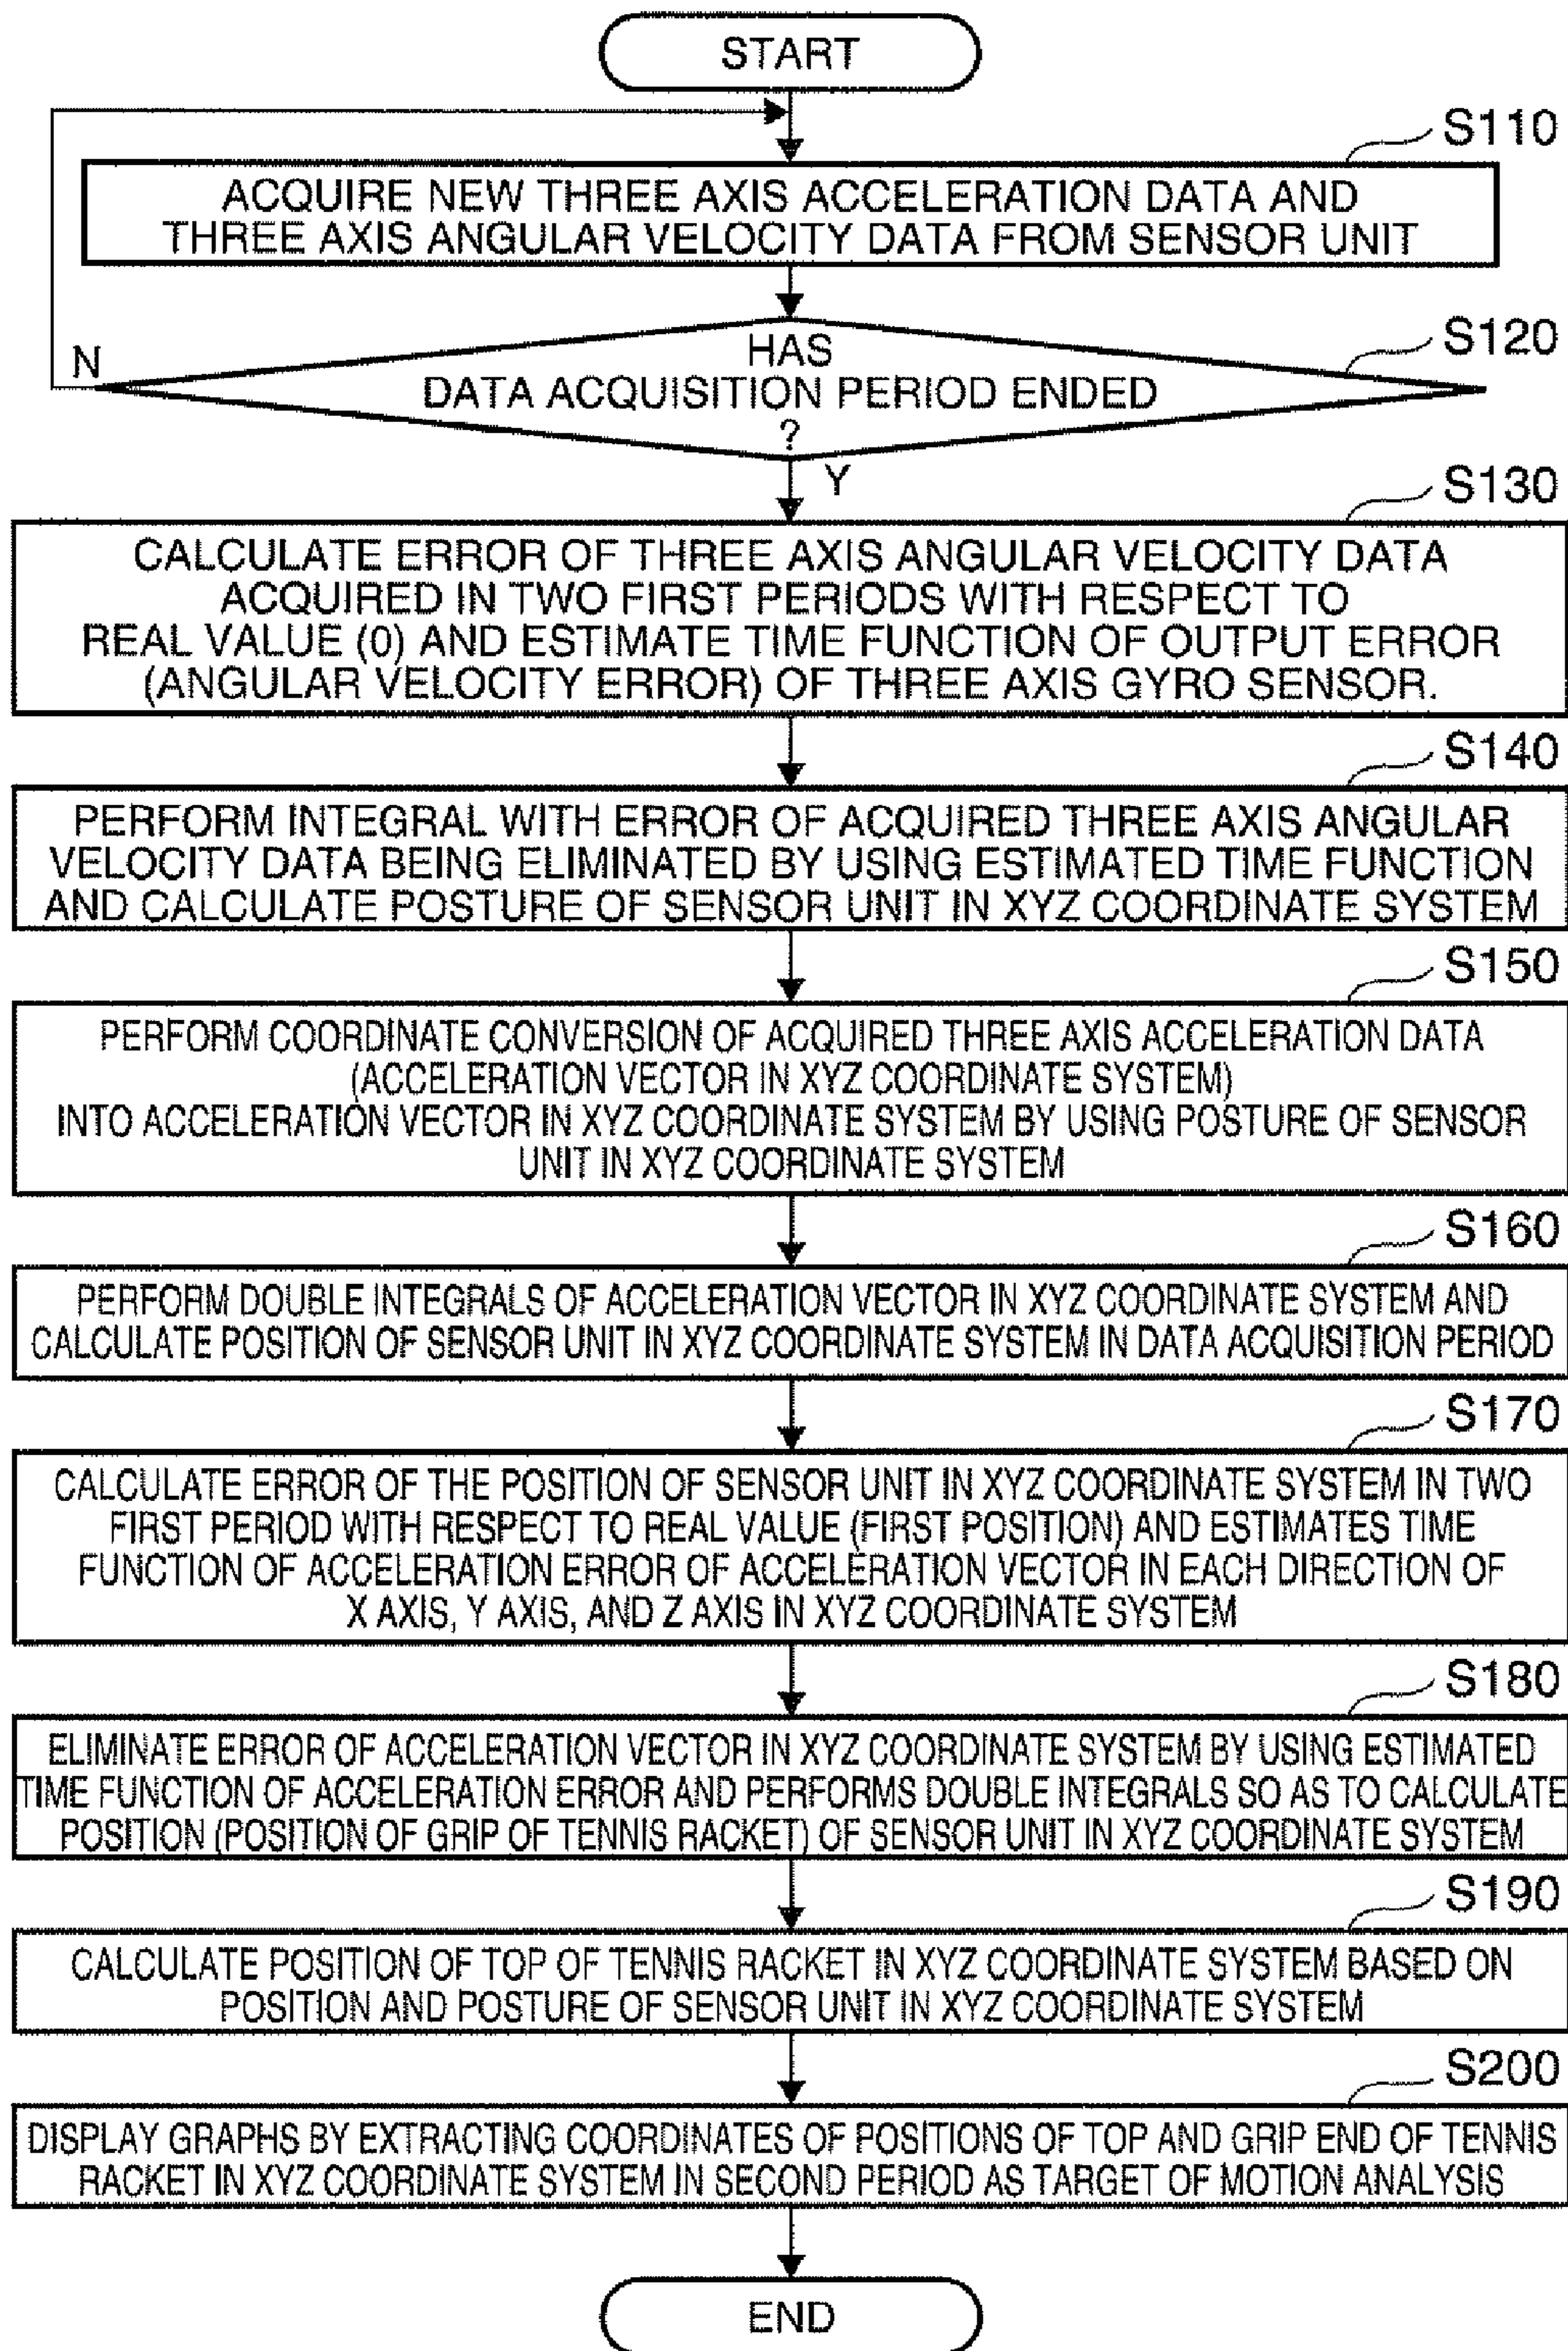 START
S110
ACQUIRE NEW THREE AXIS ACCELERATION DATA AND
THREE AXIS ANGULAR VELOCITY DATA FROM SENSOR UNIT
S120
HAS
DATA ACQUISITION PERIOD ENDED
?
N
Y
S130
CALCULATE ERROR OF THREE AXIS ANGULAR VELOCITY DATA
ACQUIRED IN TWO FIRST PERIODS WITH RESPECT TO
REAL VALUE (0) AND ESTIMATE TIME FUNCTION OF OUTPUT ERROR
(ANGULAR VELOCITY ERROR) OF THREE AXIS GYRO SENSOR.
S140
PERFORM INTEGRAL WITH ERROR OF ACQUIRED THREE AXIS ANGULAR
VELOCITY DATA BEING ELIMINATED BY USING ESTIMATED TIME FUNCTION
AND CALCULATE POSTURE OF SENSOR UNIT IN XYZ COORDINATE SYSTEM
S150
PERFORM COORDINATE CONVERSION OF ACQUIRED THREE AXIS ACCELERATION DATA
(ACCELERATION VECTOR IN XYZ COORDINATE SYSTEM)
INTO ACCELERATION VECTOR IN XYZ COORDINATE SYSTEM BY USING POSTURE OF SENSOR
UNIT IN XYZ COORDINATE SYSTEM
S160
PERFORM DOUBLE INTEGRALS OF ACCELERATION VECTOR IN XYZ COORDINATE SYSTEM AND
CALCULATE POSITION OF SENSOR UNIT IN XYZ COORDINATE SYSTEM IN DATA ACQUISITION PERIOD
S170
CALCULATE ERROR OF THE POSITION OF SENSOR UNIT IN XYZ COORDINATE SYSTEM IN TWO
FIRST PERIOD WITH RESPECT TO REAL VALUE (FIRST POSITION) AND ESTIMATES TIME
FUNCTION OF ACCELERATION ERROR OF ACCELERATION VECTOR IN EACH DIRECTION OF
X AXIS, Y AXIS, AND Z AXIS IN XYZ COORDINATE SYSTEM
S180
ELIMINATE ERROR OF ACCELERATION VECTOR IN XYZ COORDINATE SYSTEM BY USING ESTIMATED
TIME FUNCTION OF ACCELERATION ERROR AND PERFORMS DOUBLE INTEGRALS SO AS TO CALCULATE
POSITION (POSITION OF GRIP OF TENNIS RACKET) OF SENSOR UNIT IN XYZ COORDINATE SYSTEM
S190
CALCULATE POSITION OF TOP OF TENNIS RACKET IN XYZ COORDINATE SYSTEM BASED ON
POSITION AND POSTURE OF SENSOR UNIT IN XYZ COORDINATE SYSTEM
S200
DISPLAY GRAPHS BY EXTRACTING COORDINATES OF POSITIONS OF TOP AND GRIP END OF TENNIS
RACKET IN XYZ COORDINATE SYSTEM IN SECOND PERIOD AS TARGET OF MOTION ANALYSIS
END